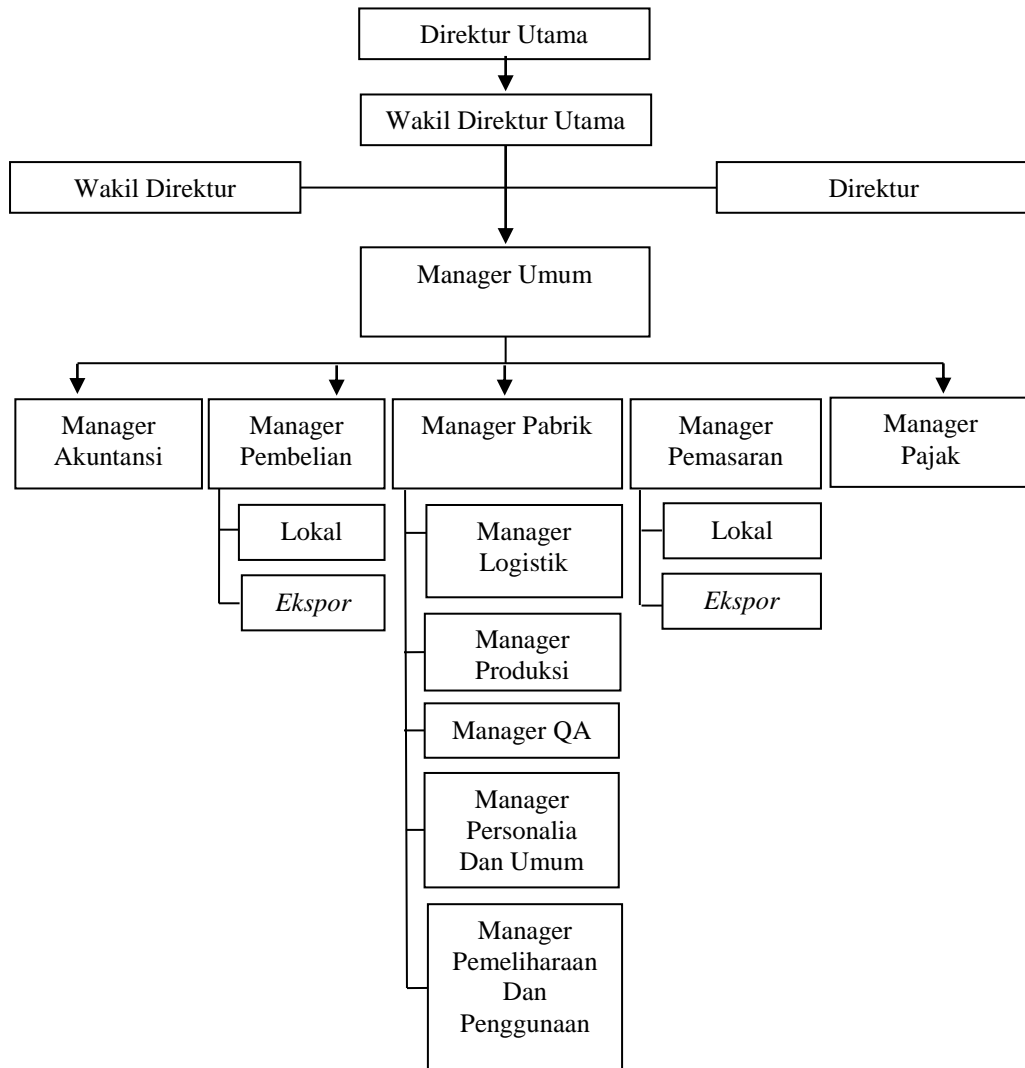 Direktur Utama
Wakil Direktur Utama
Wakil Direktur
Direktur
Manager Umum
Manager
Akuntansi
Manager
Pembelian
Manager Pabrik
Manager
Pemasaran
Manager
Pajak
Lokal
Ekspor
Manager
Logistik
Manager
Produksi
Manager QA
Manager
Personalia
Dan Umum
Manager
Pemeliharaan
Dan
Penggunaan
Lokal
Ekspor